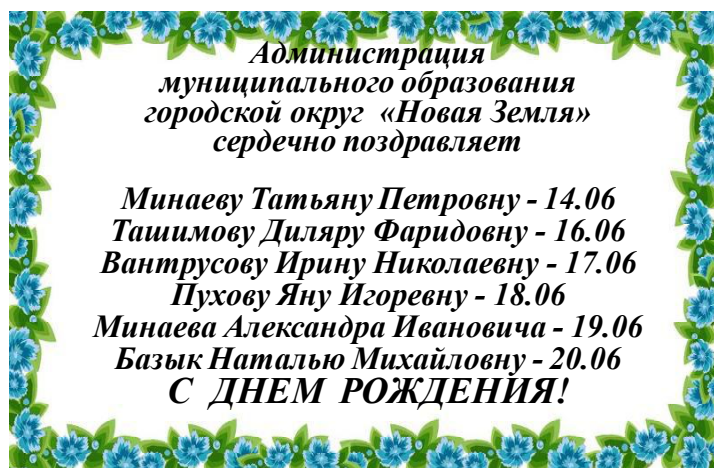 Администрация
муниципального образования
городской округ «Новая Земля»
сердечно поздравляет
Минаеву Татьяну Петровну - 14.06
Ташимову Диляру Фаридовну - 16.06
Вантрусову Ирину Николаевну - 17.06
Пухову Яну Игоревну - 18.06
Минаева Александра Ивановича - 19.06
Базык Наталью Михайловну - 20.06
С ДНЕМ РОЖДЕНИЯ!